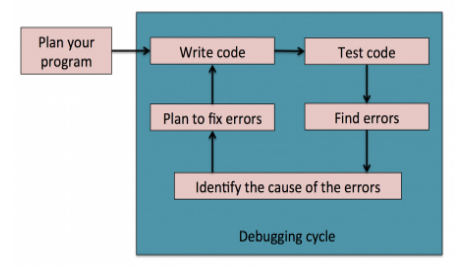 Plan your
program
Write code
Test code
Plan to fix errors
Find errors
Identify the cause of the errors
Debugging cycle